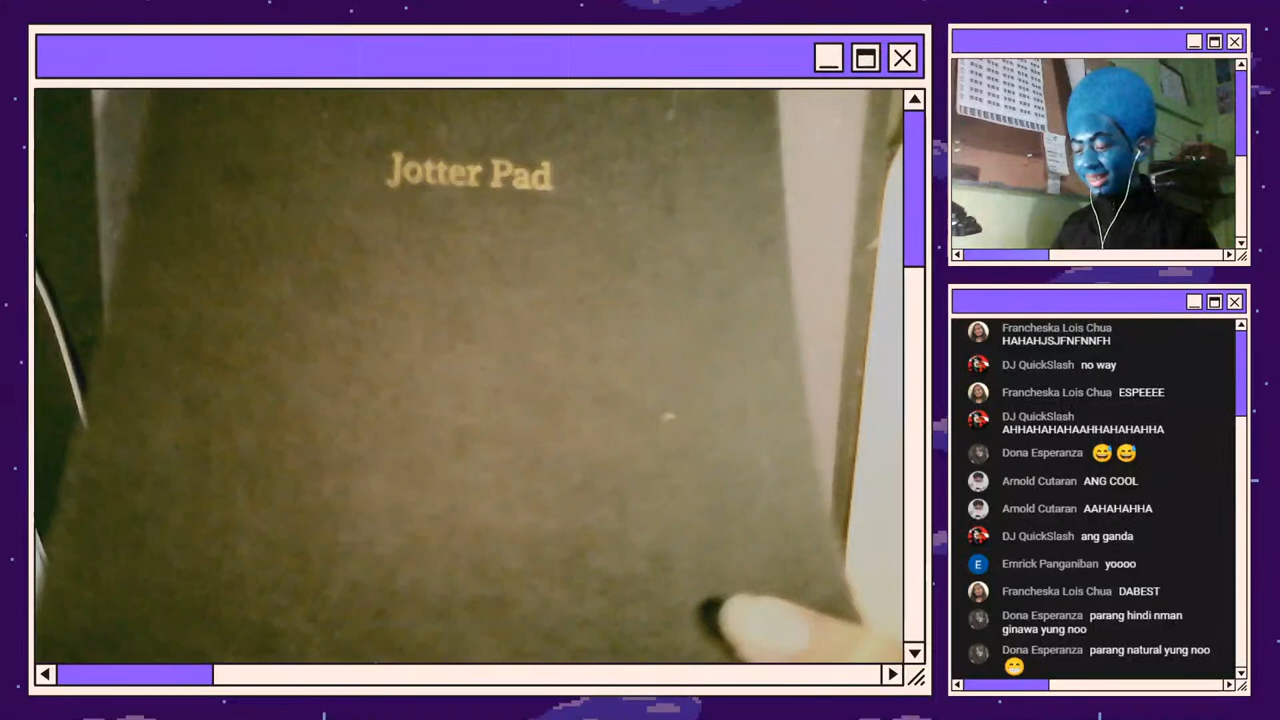 Jotter Pad
Francheska Lois Chua
HAHAHJSJFNFNNFH
DJ QuickSlash no way
Francheska Lois Chua ESPEEEE
DJ QuickSlash
AHHAHAHAHAAHHAHAHAHHA
Dona Esperanza 😅 😅
Arnold Cutaran ANG COOL
Arnold Cutaran AAHAHAHHA
DJ QuickSlash ang ganda
E Emrick Panganiban yoooo
Francheska Lois Chua DABEST
Dona Esperanza parang hindi nman
ginawa yung noo
Dona Esperanza parang natural yung noo
😁